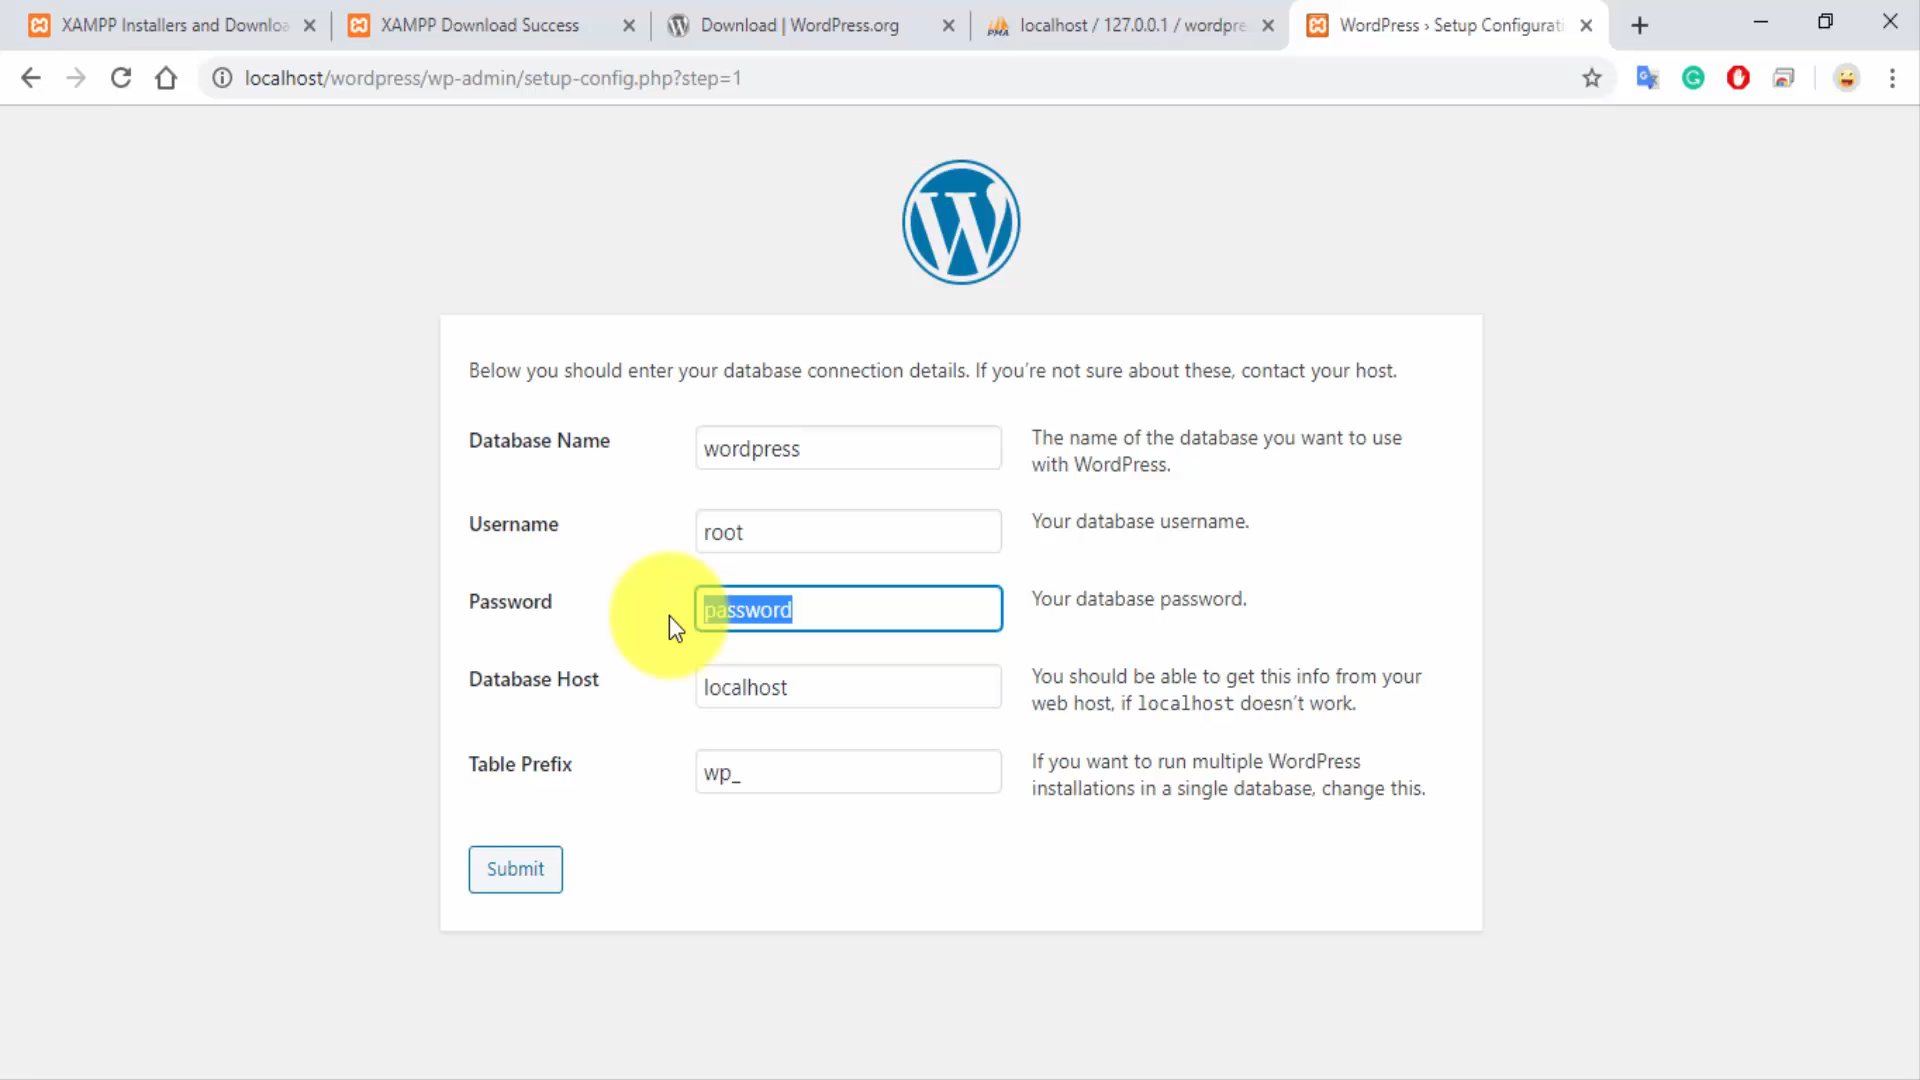 XAMPP Installers and Downloa
XAMPP Download Success
Download | WordPress.org
localhost / 127.0.0.1 / wordpre
WordPress › Setup Configurati
localhost/wordpress/wp-admin/setup-config.php?step=1
Below you should enter your database connection details. If you’re not sure about these, contact your host.
Database Name
wordpress
The name of the database you want to use
with WordPress.
Username
root
Your database username.
Password
password
Your database password.
Database Host
localhost
You should be able to get this info from your
web host, if localhost doesn’t work.
Table Prefix
wp_
If you want to run multiple WordPress
installations in a single database, change this.
Submit